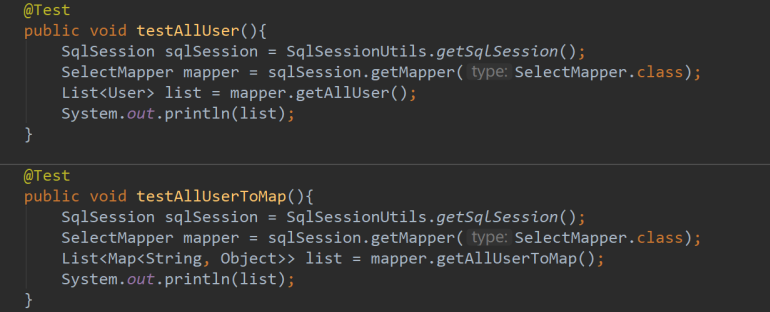 @Test
public void testAllUser(){
    SqlSession sqlSession = SqlSessionUtils.getSqlSession();
    SelectMapper mapper = sqlSession.getMapper( type: SelectMapper.class);
    List<User> list = mapper.getAllUser();
    System.out.println(list);
}
@Test
public void testAllUserToMap(){
    SqlSession sqlSession = SqlSessionUtils.getSqlSession();
    SelectMapper mapper = sqlSession.getMapper( type: SelectMapper.class);
    List<Map<String, Object>> list = mapper.getAllUserToMap();
    System.out.println(list);
}